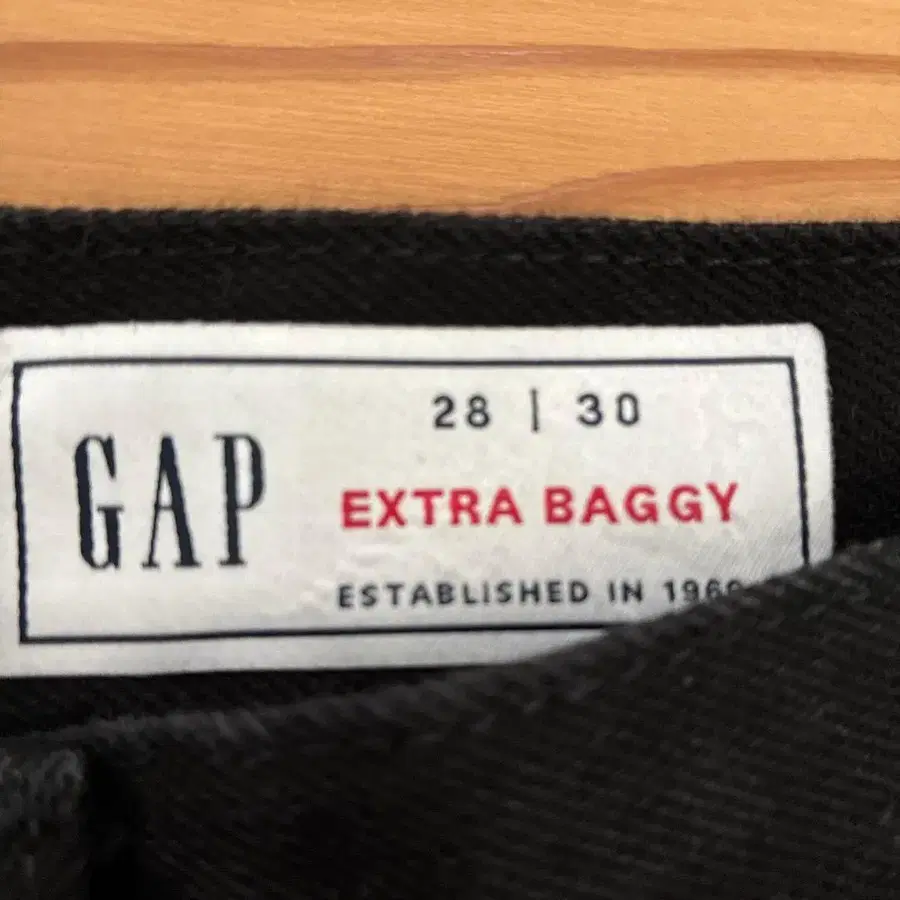 GAP
28 | 30
EXTRA BAGGY
ESTABLISHED IN